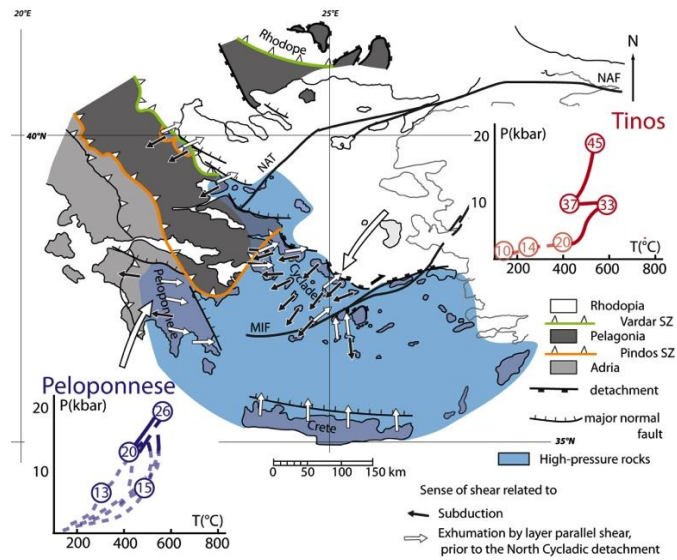 20°E
25°E
Rhodope
N
NAF
40°N
NAT
Tinos
P(kbar)
20
45
10
37
33
10
14
20
T(°C)
200 400 600 800
Peloponnese
Cyclades
MIF
Crete
35°N
0 50 100 150 km
Rhodopia
Vardar SZ
Pelagonia
Pindos SZ
Adria
detachment
major normal
fault
High-pressure rocks
Sense of shear related to
Subduction
Exhumation by layer parallel shear,
prior to the North Cycladic detachment
Peloponnese
P(kbar)
20
26
20
10
13
15
T(°C)
200 400 600 800